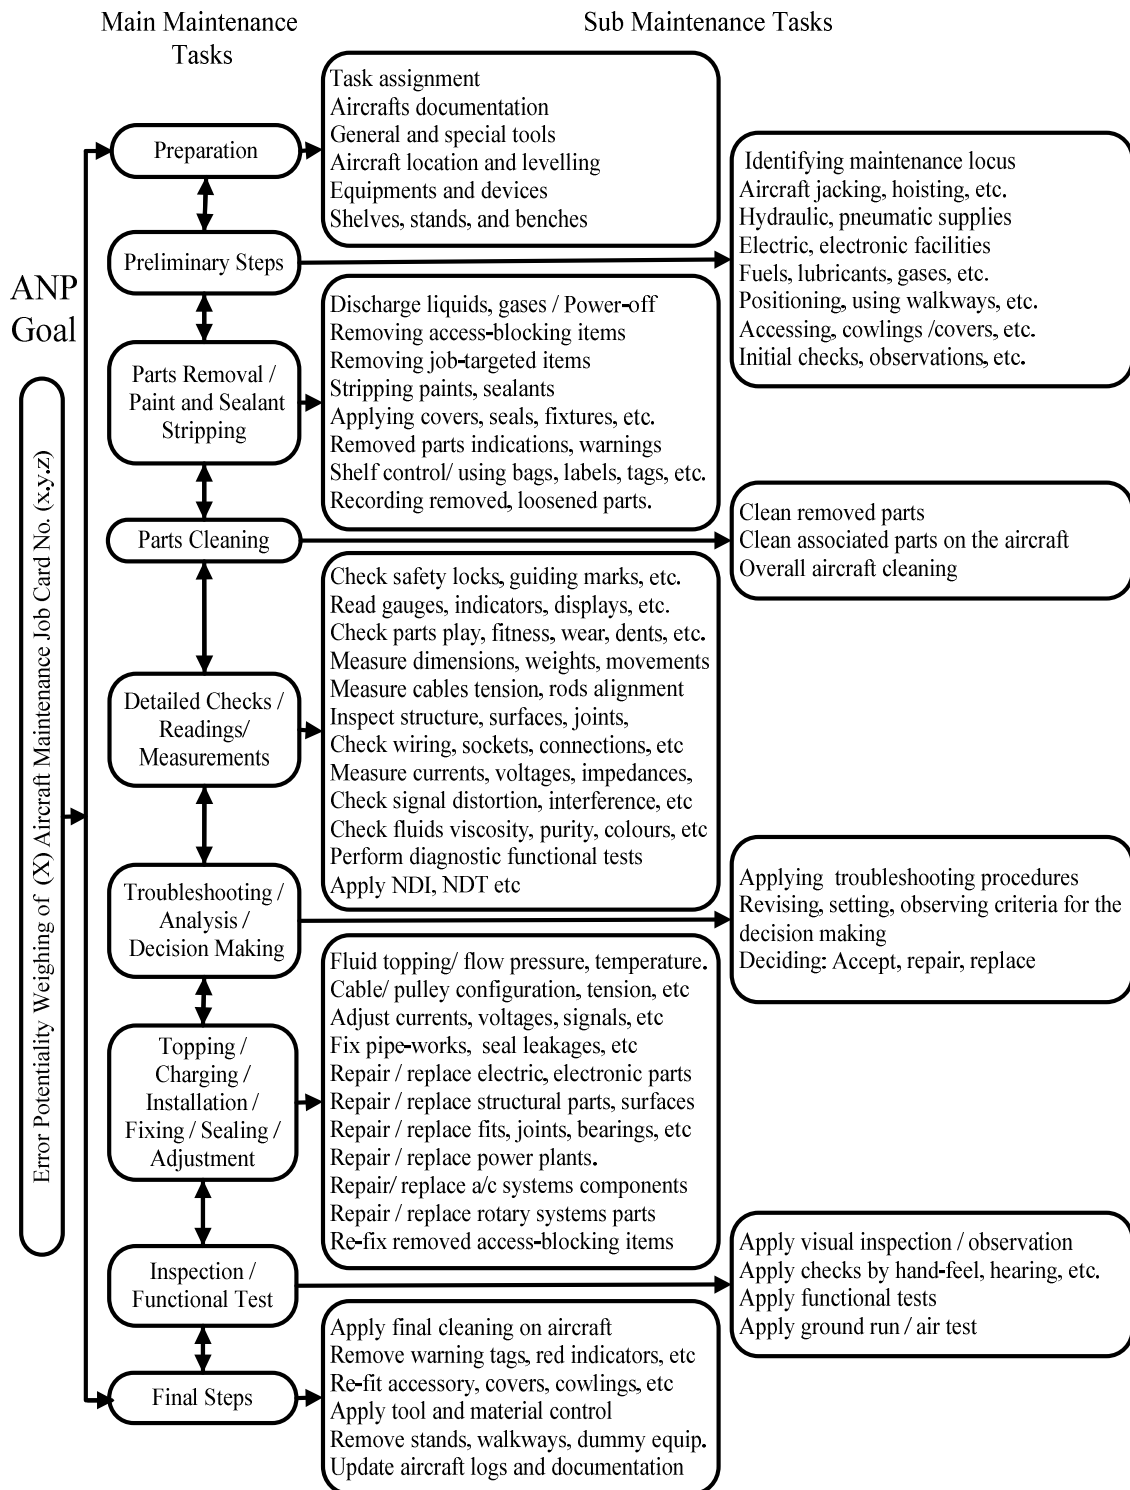 Main Maintenance
Tasks
Sub Maintenance Tasks
ANP
Goal
Error Potentiality Weighing of (X) Aircraft Maintenance Job Card No. (x,y.z)
Preparation
Task assignment
Aircrafts documentation
General and special tools
Aircraft location and levelling
Equipments and devices
Shelves, stands, and benches
Preliminary Steps
Identifying maintenance locus
Aircraft jacking, hoisting, etc.
Hydraulic, pneumatic supplies
Electric, electronic facilities
Fuels, lubricants, gases, etc.
Positioning, using walkways, etc.
Accessing, cowlings /covers, etc.
Initial checks, observations, etc.
Parts Removal /
Paint and Sealant
Stripping
Discharge liquids, gases / Power-off
Removing access-blocking items
Removing job-targeted items
Stripping paints, sealants
Applying covers, seals, fixtures, etc.
Removed parts indications, warnings
Shelf control/ using bags, labels, tags, etc.
Recording removed, loosened parts.
Parts Cleaning
Clean removed parts
Clean associated parts on the aircraft
Overall aircraft cleaning
Detailed Checks /
Readings/
Measurements
Check safety locks, guiding marks, etc.
Read gauges, indicators, displays, etc.
Check parts play, fitness, wear, dents, etc.
Measure dimensions, weights, movements
Measure cables tension, rods alignment
Inspect structure, surfaces, joints,
Check wiring, sockets, connections, etc
Measure currents, voltages, impedances,
Check signal distortion, interference, etc
Check fluids viscosity, purity, colours, etc
Perform diagnostic functional tests
Apply NDI, NDT etc
Troubleshooting /
Analysis /
Decision Making
Applying troubleshooting procedures
Revising, setting, observing criteria for the
decision making
Deciding: Accept, repair, replace
Topping /
Charging /
Installation /
Fixing / Sealing /
Adjustment
Fluid topping/ flow pressure, temperature.
Cable/ pulley configuration, tension, etc
Adjust currents, voltages, signals, etc
Fix pipe-works, seal leakages, etc
Repair / replace electric, electronic parts
Repair / replace structural parts, surfaces
Repair / replace fits, joints, bearings, etc
Repair / replace power plants.
Repair/ replace a/c systems components
Repair / replace rotary systems parts
Re-fix removed access-blocking items
Inspection /
Functional Test
Apply visual inspection / observation
Apply checks by hand-feel, hearing, etc.
Apply functional tests
Apply ground run / air test
Final Steps
Apply final cleaning on aircraft
Remove warning tags, red indicators, etc
Re-fit accessory, covers, cowlings, etc
Apply tool and material control
Remove stands, walkways, dummy equip.
Update aircraft logs and documentation